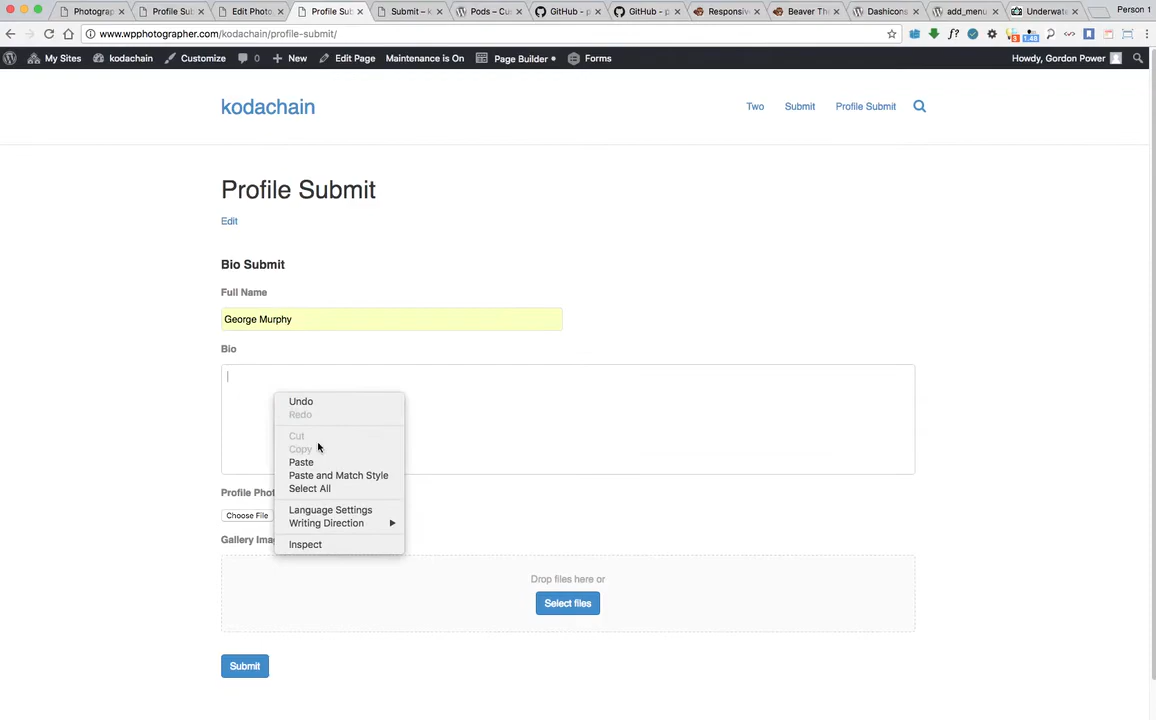 Photograp
Profile Sub
Edit Photo
Profile Sub
Submit – k
Pods – Cus
GitHub - p
GitHub - p
Responsive
Beaver The
Dashicons
add_menu
Underwate
Person 1
www.wpphotographer.com/kodachain/profile-submit/
My Sites
kodachain
Customize
0
New
Edit Page
Maintenance is On
Page Builder
Forms
Howdy, Gordon Power
kodachain
Two
Submit
Profile Submit
Profile Submit
Edit
Bio Submit
Full Name
George Murphy
Bio
Undo
Redo
Cut
Copy
Paste
Paste and Match Style
Select All
Language Settings
Writing Direction
Inspect
Profile Phot
Choose File
Gallery Imag
Drop files here or
Select files
Submit